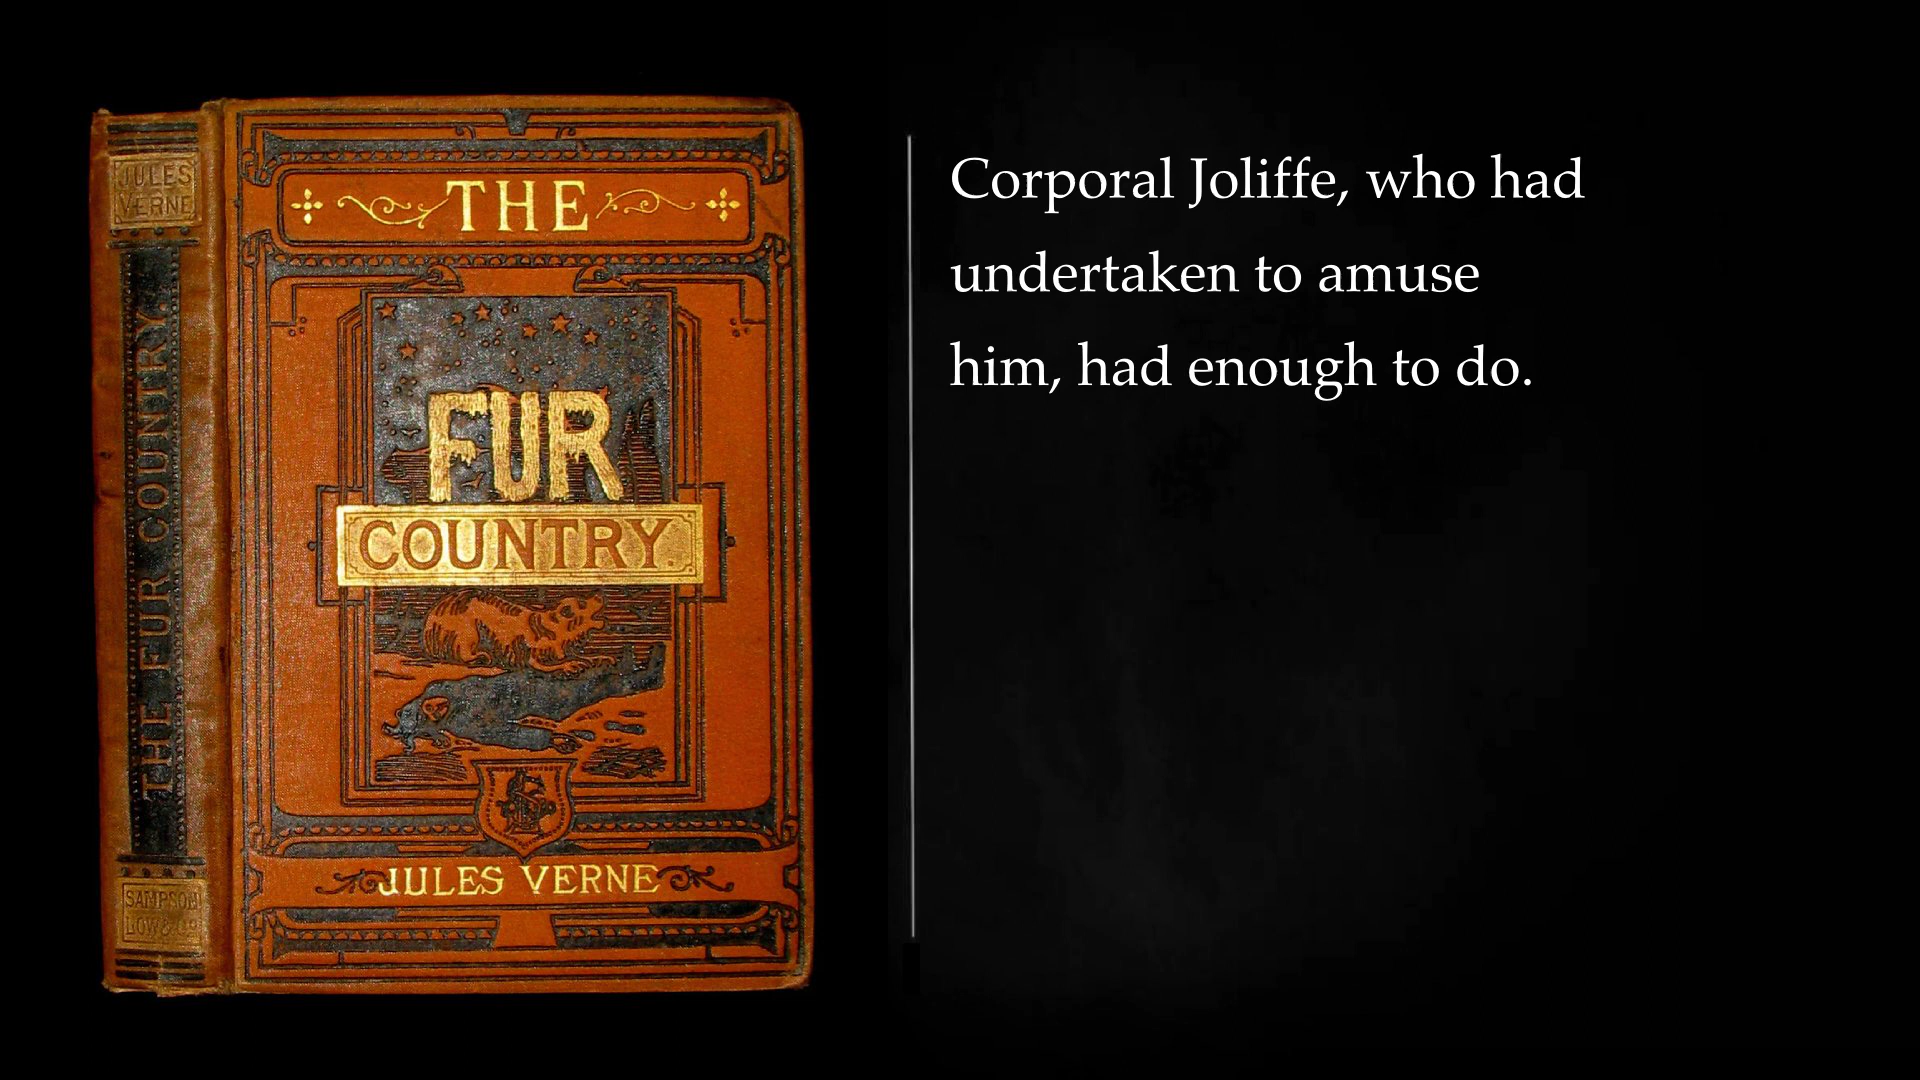 JULES
VERNE
THE FUR COUNTRY.
SAMPSON
LOW & Co
THE
FUR
COUNTRY.
JULES VERNE
Corporal Joliffe, who had
undertaken to amuse
him, had enough to do.